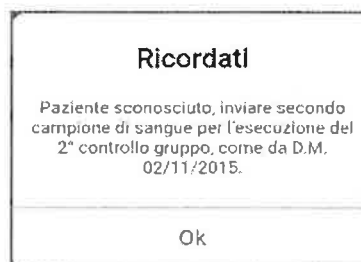 Ricordati
Paziente sconosciuto, inviare secondo
campione di sangue per l'esecuzione del
2° controllo gruppo, come da D.M.
02/11/2015.
Ok